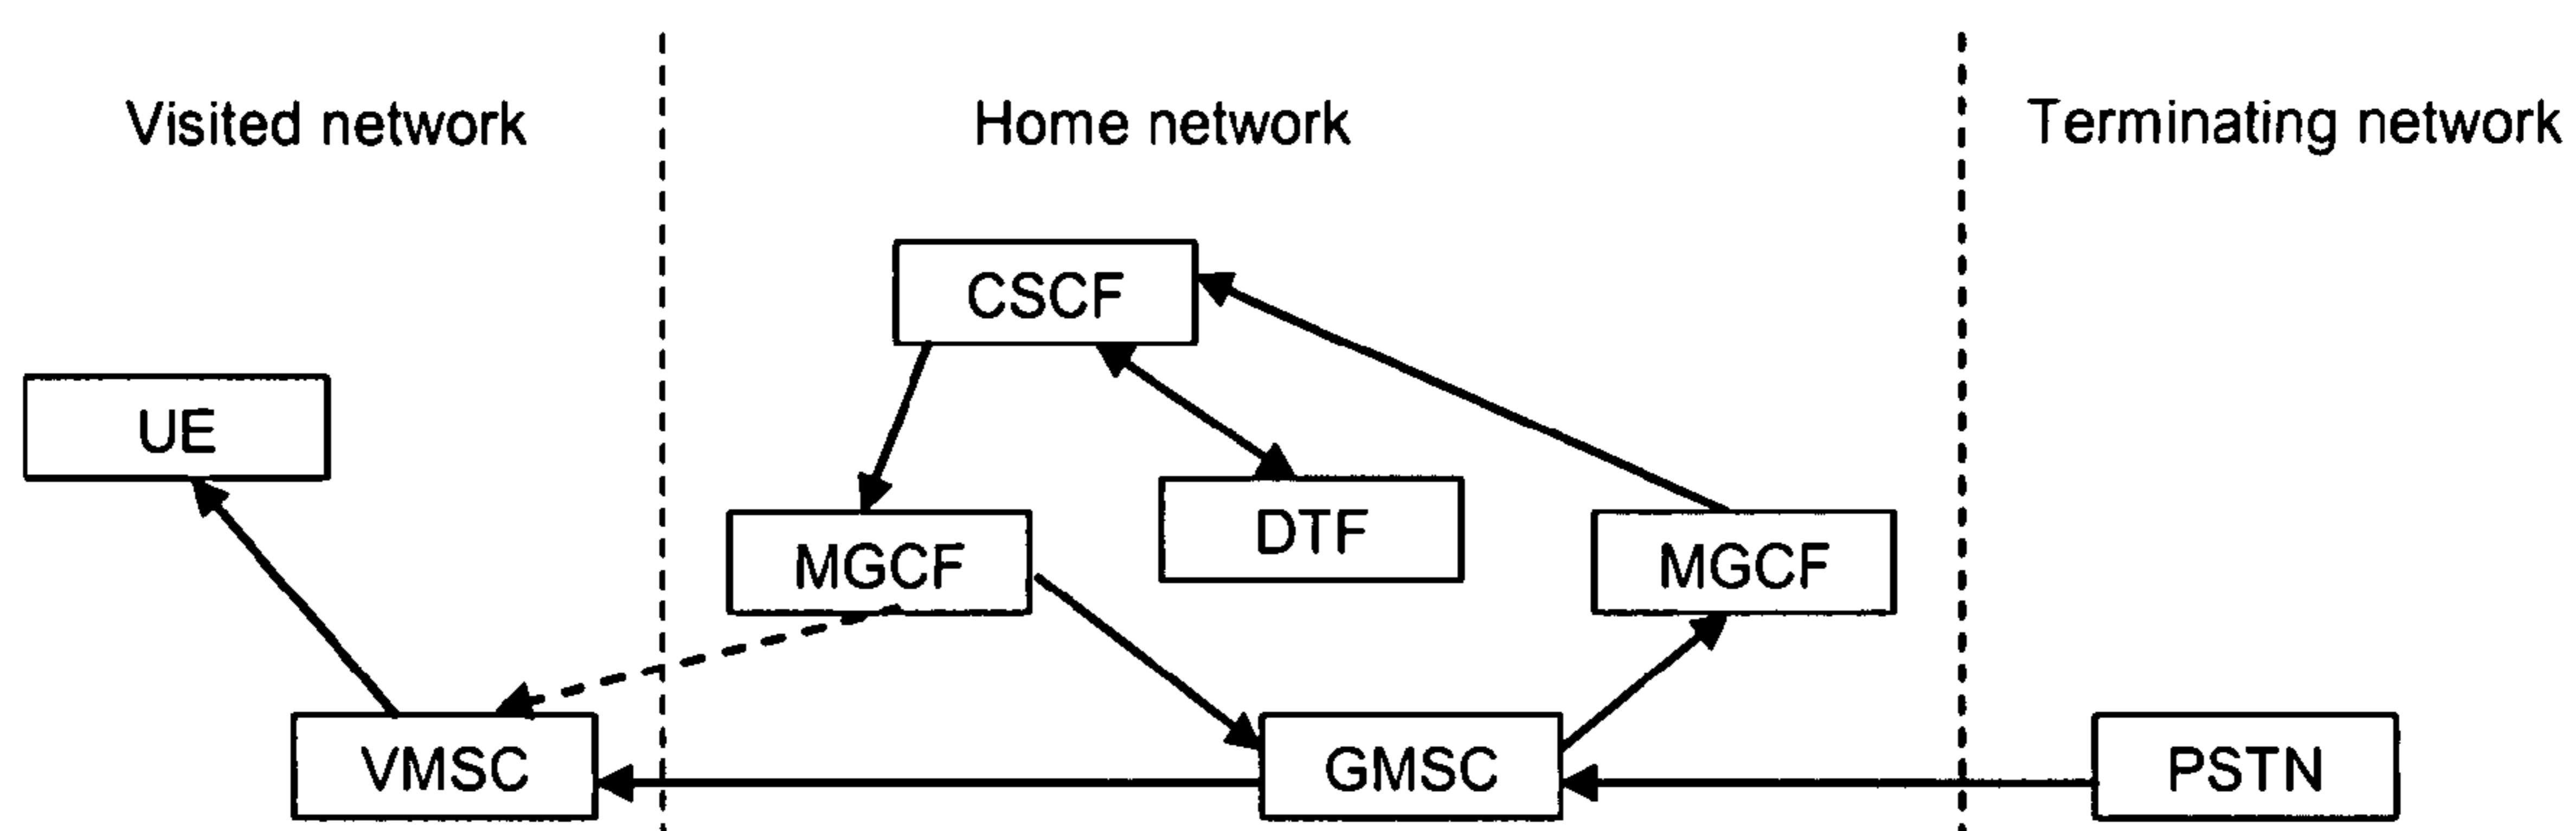 Visited network
Home network
Terminating network
CSCF
UE
DTF
MGCF
MGCF
VMSC
GMSC
PSTN